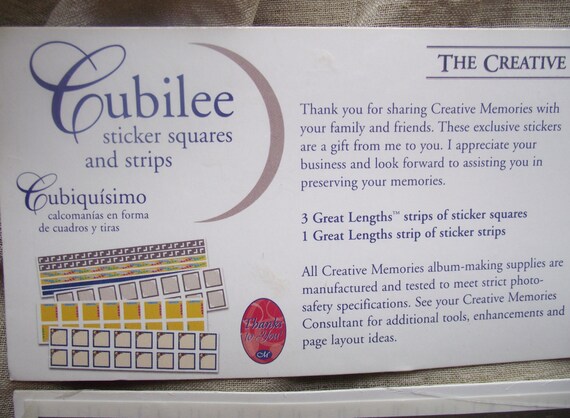 Cubilee
sticker squares
and strips
Cubiquísimo
calcomanías en forma
de cuadros y tiras
Thanks
for You
THE CREATIVE
Thank you for sharing Creative Memories with
your family and friends. These exclusive stickers
are a gift from me to you. I appreciate your
business and look forward to assisting you in
preserving your memories.
3 Great Lengths™ strips of sticker squares
1 Great Lengths strip of sticker strips
All Creative Memories album-making supplies are
manufactured and tested to meet strict photo-
safety specifications. See your Creative Memories
Consultant for additional tools, enhancements and
page layout ideas.